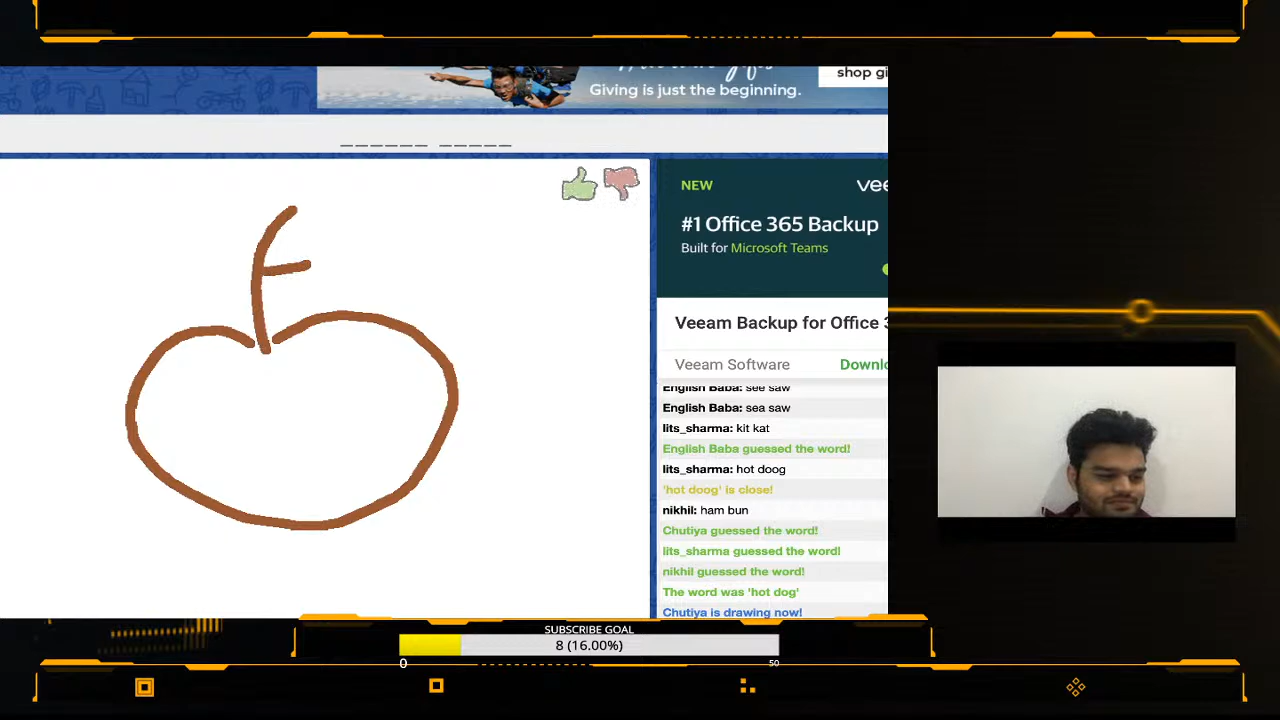 Giving is just the beginning.
shop gi
______ _____
NEW
vee
#1 Office 365 Backup
Built for Microsoft Teams
Veeam Backup for Office 3
Veeam Software
Downlo
English Baba: see saw
English Baba: sea saw
lits_sharma: kit kat
English Baba guessed the word!
lits_sharma: hot doog
'hot doog' is close!
nikhil: ham bun
Chutiya guessed the word!
lits_sharma guessed the word!
nikhil guessed the word!
The word was 'hot dog'
Chutiya is drawing now!
SUBSCRIBE GOAL
8 (16.00%)
0
50